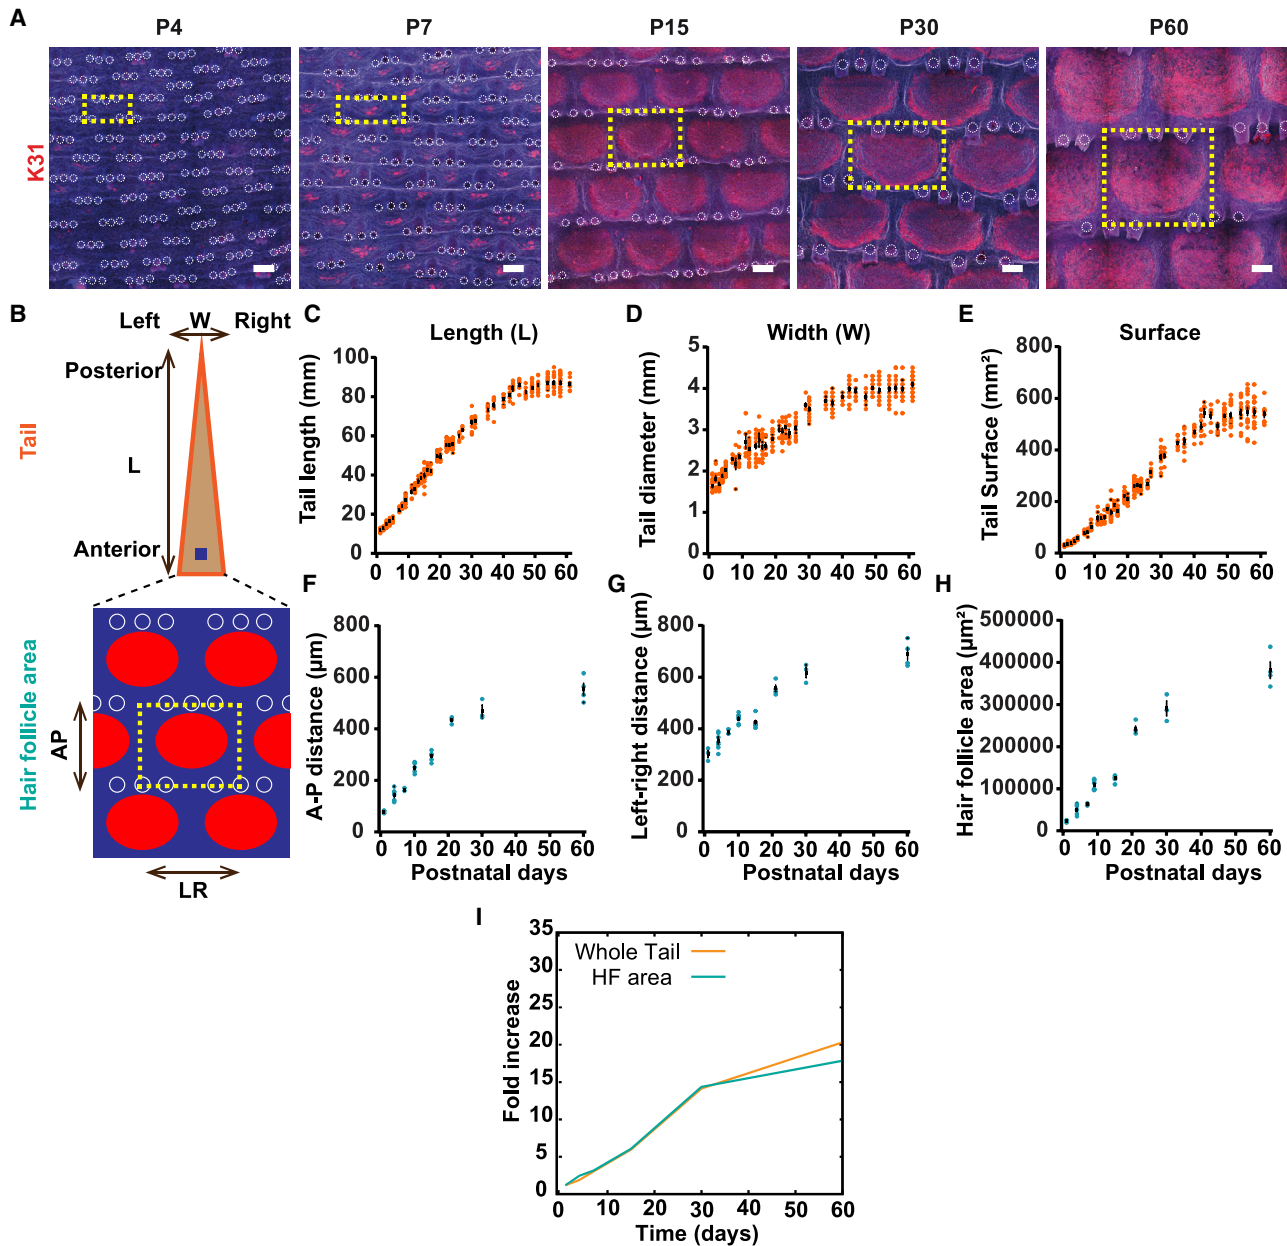 A
P4
P7
P15
P30
P60
K31
B
Left
W
Right
Posterior
L
Anterior
Tail
Hair follicle area
AP
LR
C
Length (L)
Tail length (mm)
100
80
60
40
20
0
0 10 20 30 40 50 60
D
Width (W)
Tail diameter (mm)
5
4
3
2
1
0
0 10 20 30 40 50 60
E
Surface
Tail Surface (mm²)
800
600
400
200
0
0 10 20 30 40 50 60
F
A-P distance (µm)
800
600
400
200
0
0 10 20 30 40 50 60
Postnatal days
G
Left-right distance (µm)
800
600
400
200
0
0 10 20 30 40 50 60
Postnatal days
H
Hair follicle area (µm²)
500000
400000
300000
200000
100000
0
0 10 20 30 40 50 60
Postnatal days
I
Fold increase
35
30
25
20
15
10
5
0
Whole Tail
HF area
0 10 20 30 30 40 50 60
Time (days)